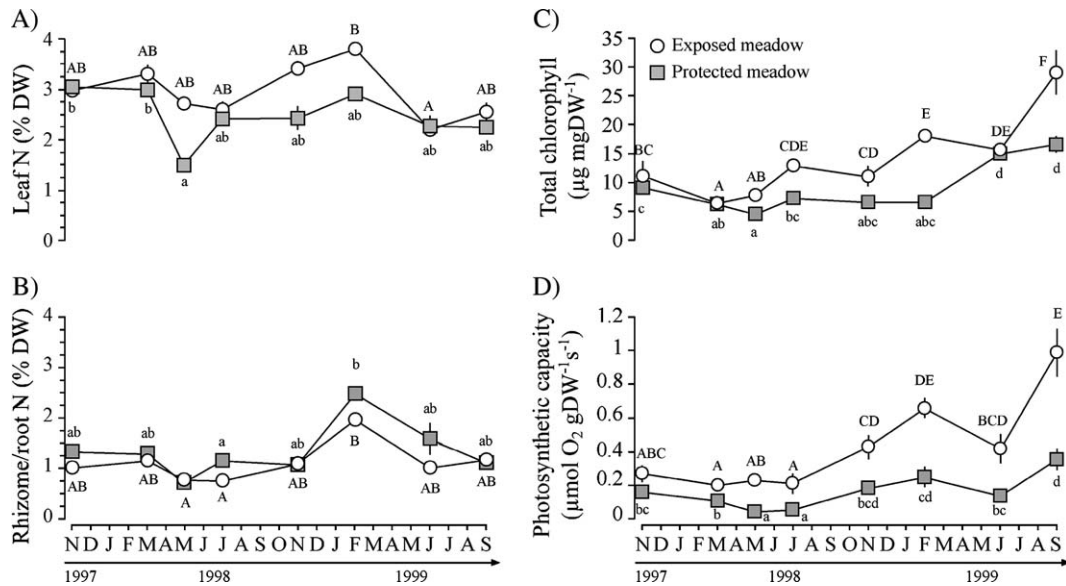 A)
Leaf N (% DW)
4
3
2
1
0
AB
AB
AB
AB
AB
B
A
AB
b
b
a
ab
ab
ab
ab
ab
B)
Rhizome/root N (% DW)
4
3
2
1
0
ab
ab
a
ab
b
ab
ab
AB
AB
A
A
AB
B
AB
AB
N D J F M A M J J A S O N D J F M A M J J A S
1997
1998
1999
C)
Total chlorophyll
(µg mgDW⁻¹)
35
30
25
20
15
10
5
0
Exposed meadow
Protected meadow
BC
A
AB
CDE
CD
E
DE
F
c
ab
a
bc
abc
abc
d
d
D)
Photosynthetic capacity
(µmol O₂ gDW⁻¹s⁻¹)
1.2
1
0.8
0.6
0.4
0.2
0
ABC
A
AB
A
CD
DE
BCD
E
bc
b
a
a
bcd
cd
bc
d
N D J F M A M J J A S O N D J F M A M J J A S
1997
1998
1999